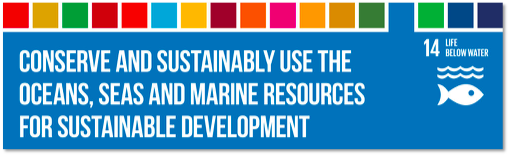 CONSERVE AND SUSTAINABLY USE THE
OCEANS, SEAS AND MARINE RESOURCES
FOR SUSTAINABLE DEVELOPMENT
14 LIFE
BELOW WATER